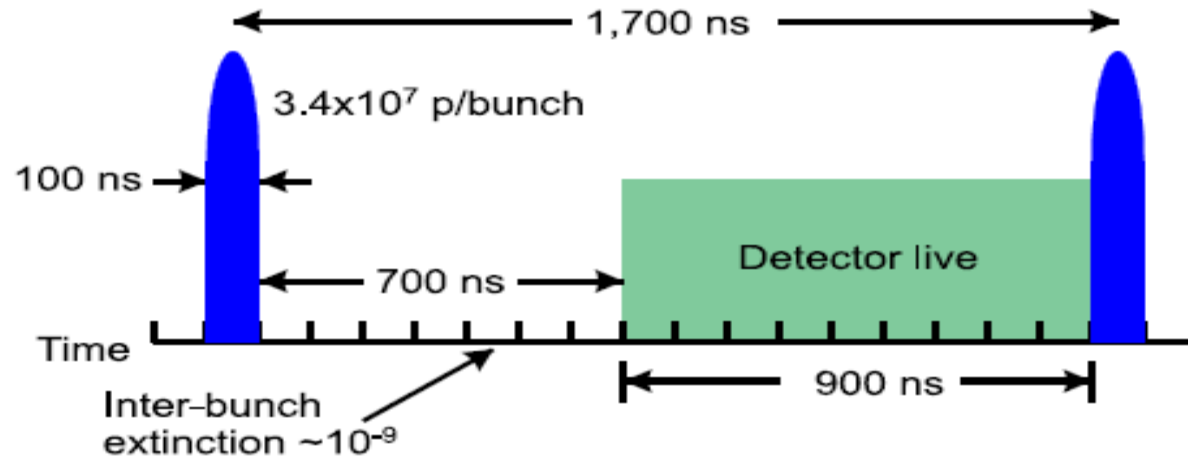 1,700 ns
3.4x10⁷ p/bunch
100 ns
Detector live
700 ns
Time
900 ns
Inter–bunch
extinction ~10⁻⁹